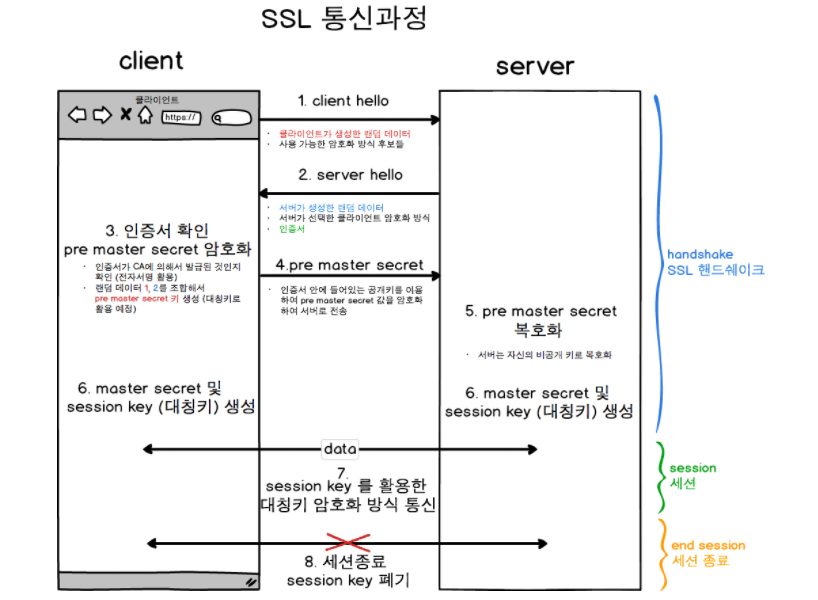 SSL 통신과정
client
server
클라이언트
https://
1. client hello
· 클라이언트가 생성한 랜덤 데이터
· 사용 가능한 암호화 방식 후보들
2. server hello
· 서버가 생성한 랜덤 데이터
· 서버가 선택한 클라이언트 암호화 방식
· 인증서
3. 인증서 확인
pre master secret 암호화
· 인증서가 CA에 의해서 발급된 것인지
확인 (전자서명 활용)
· 랜덤 데이터 1, 2를 조합해서
pre master secret 키 생성 (대칭키로
활용 예정)
4.pre master secret
· 인증서 안에 들어있는 공개키를 이용
하여 pre master secret 값을 암호화
하여 서버로 전송
5. pre master secret
복호화
· 서버는 자신의 비공개 키로 복호화
6. master secret 및
session key (대칭키) 생성
6. master secret 및
session key (대칭키) 생성
handshake
SSL 핸드쉐이크
data
7.
session key 를 활용한
대칭키 암호화 방식 통신
session
세션
8. 세션종료
session key 폐기
end session
세션 종료